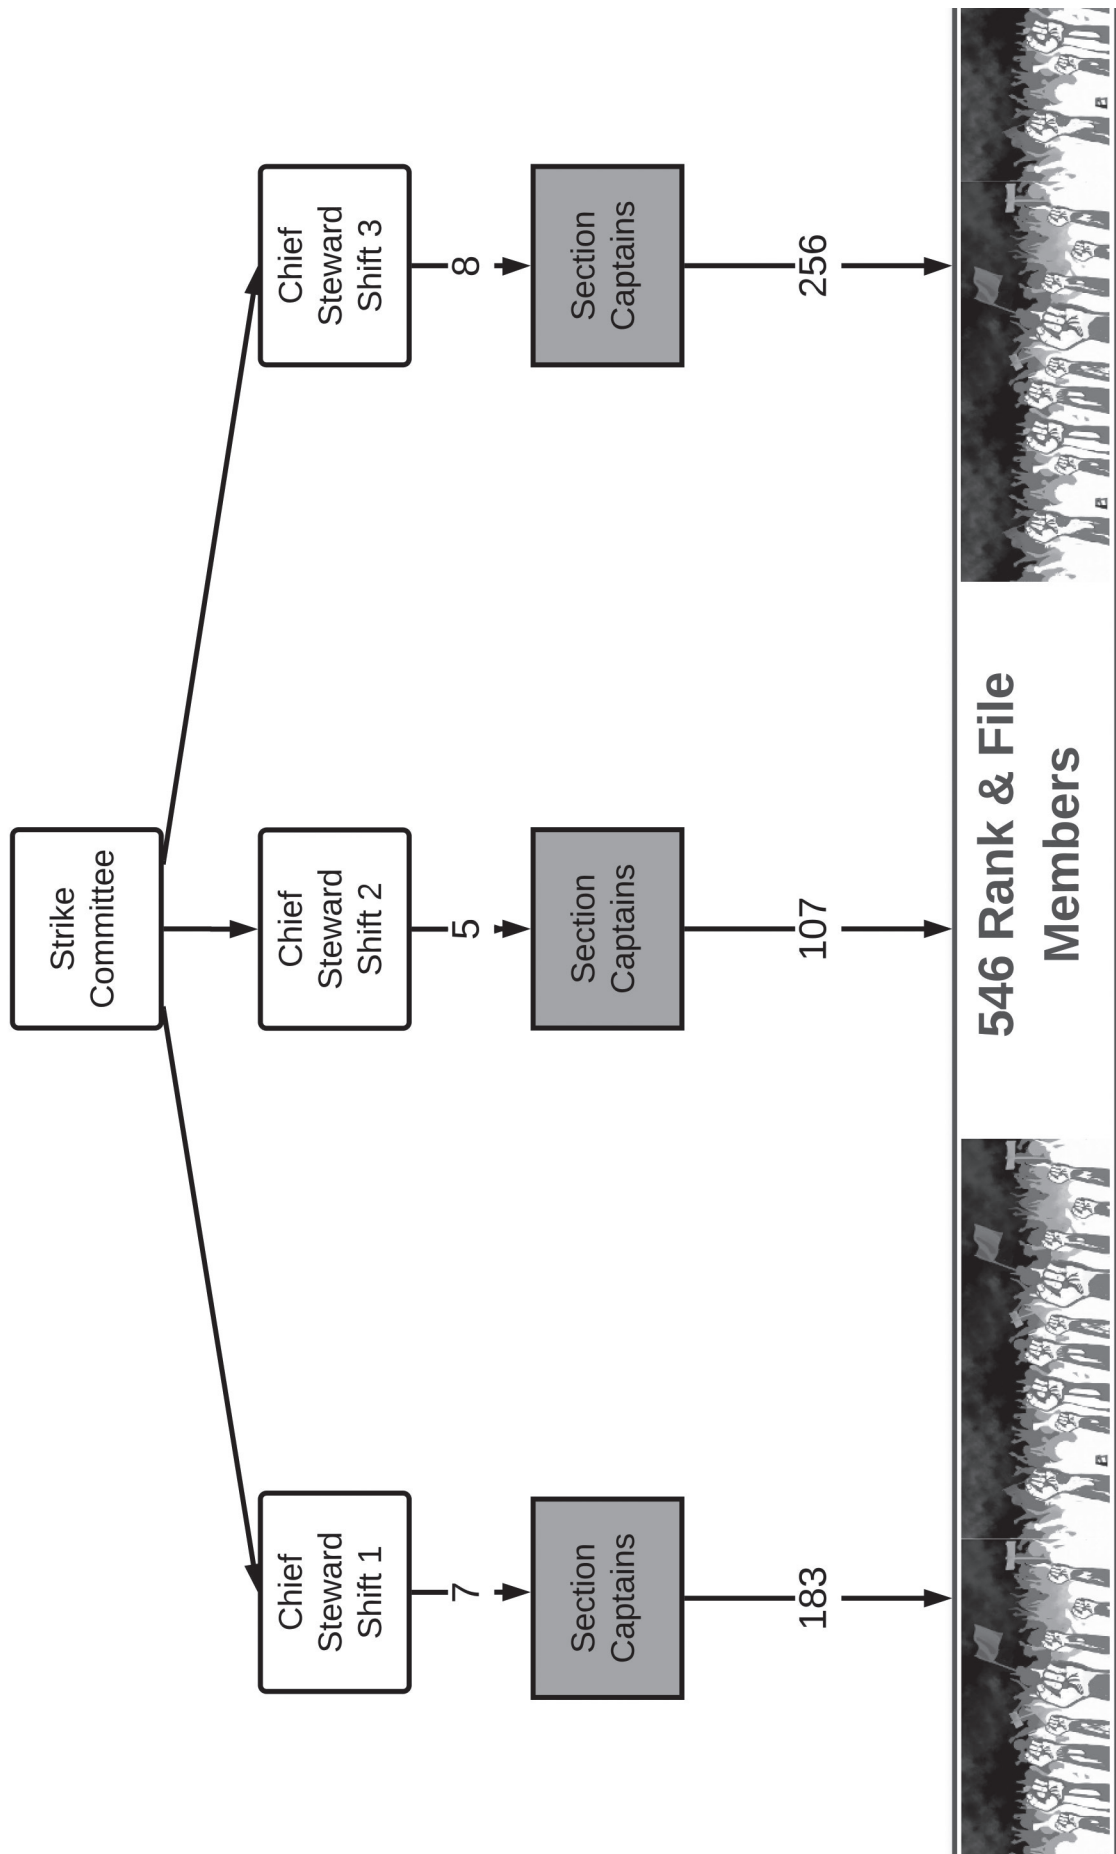 Strike
Committee
Chief
Steward
Shift 1
Chief
Steward
Shift 2
Chief
Steward
Shift 3
7
5
8
Section
Captains
Section
Captains
Section
Captains
183
107
256
546 Rank & File
Members